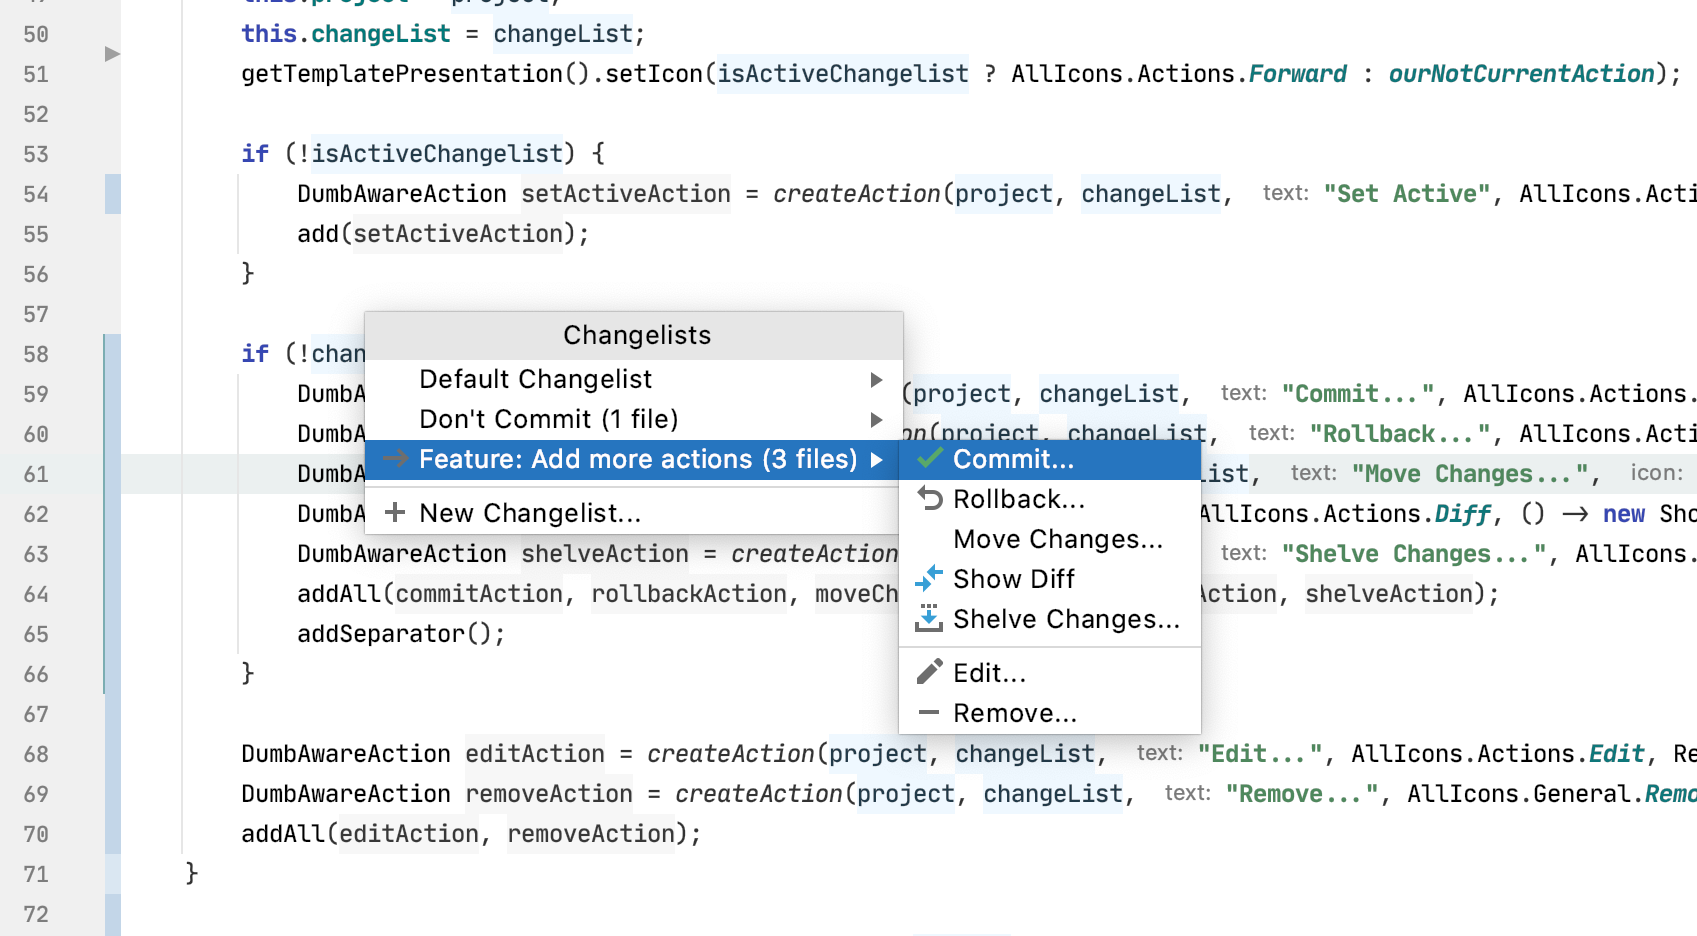 50 this.changeList = changeList;
51 getTemplatePresentation().setIcon(isActiveChangelist ? AllIcons.Actions.Forward : ourNotCurrentAction);
52
53 if (!isActiveChangelist) {
54 DumbAwareAction setActiveAction = createAction(project, changeList, text: "Set Active", AllIcons.Acti
55 add(setActiveAction);
56 }
57
58 if (!chan
59 DumbA (project, changeList, text: "Commit...", AllIcons.Actions.
60 DumbA on(project, changeList, text: "Rollback...", AllIcons.Acti
61 DumbA ist, text: "Move Changes...", icon:
62 DumbA AllIcons.Actions.Diff, () → new Sho
63 DumbAwareAction shelveAction = createAction text: "Shelve Changes...", AllIcons.
64 addAll(commitAction, rollbackAction, moveCh ction, shelveAction);
65 addSeparator();
66 }
67
68 DumbAwareAction editAction = createAction(project, changeList, text: "Edit...", AllIcons.Actions.Edit, Re
69 DumbAwareAction removeAction = createAction(project, changeList, text: "Remove...", AllIcons.General.Remo
70 addAll(editAction, removeAction);
71 }
72
Changelists
Default Changelist
Don't Commit (1 file)
Feature: Add more actions (3 files)
New Changelist...
Commit...
Rollback...
Move Changes...
Show Diff
Shelve Changes...
Edit...
Remove...